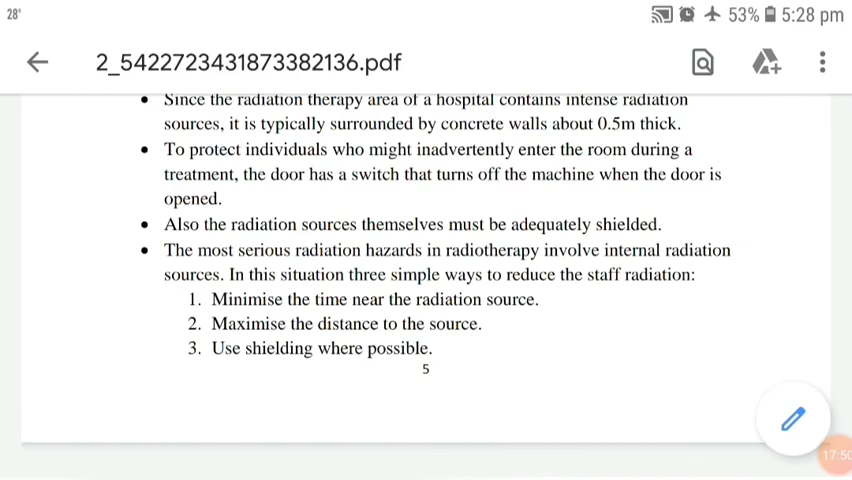 28°
53% 5:28 pm
2_5422723431873382136.pdf
• Since the radiation therapy area of a hospital contains intense radiation
sources, it is typically surrounded by concrete walls about 0.5m thick.
• To protect individuals who might inadvertently enter the room during a
treatment, the door has a switch that turns off the machine when the door is
opened.
• Also the radiation sources themselves must be adequately shielded.
• The most serious radiation hazards in radiotherapy involve internal radiation
sources. In this situation three simple ways to reduce the staff radiation:
1. Minimise the time near the radiation source.
2. Maximise the distance to the source.
3. Use shielding where possible.
5
17:50